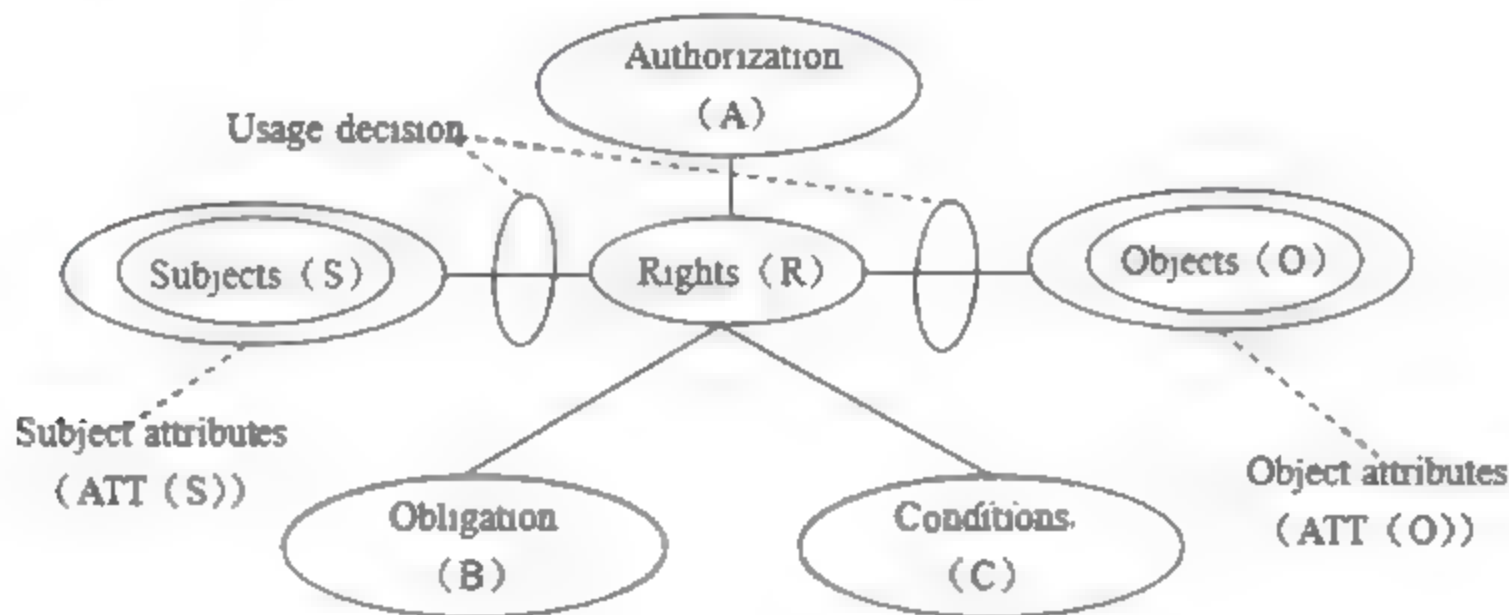 Authorization
(A)
Usage decision
Subjects (S)
Rights (R)
Objects (O)
Subject attributes
(ATT (S))
Object attributes
(ATT (O))
Obligation
(B)
Conditions
(C)